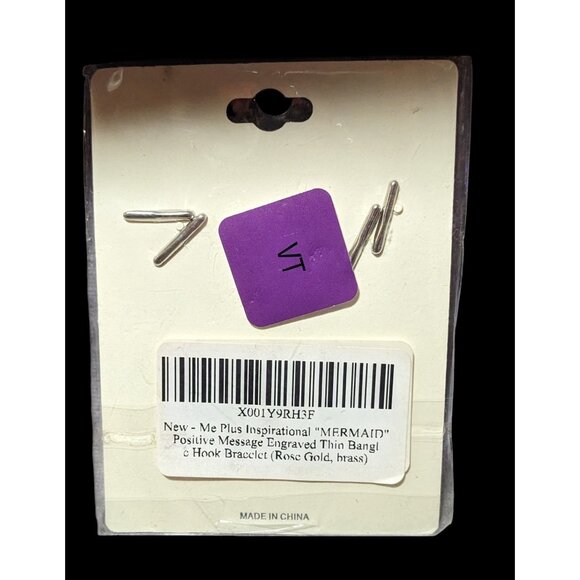 VT
X001Y9RH3F
New - Me Plus Inspirational "MERMAID"
Positive Message Engraved Thin Bangl
e Hook Bracelet (Rose Gold, brass)
MADE IN CHINA